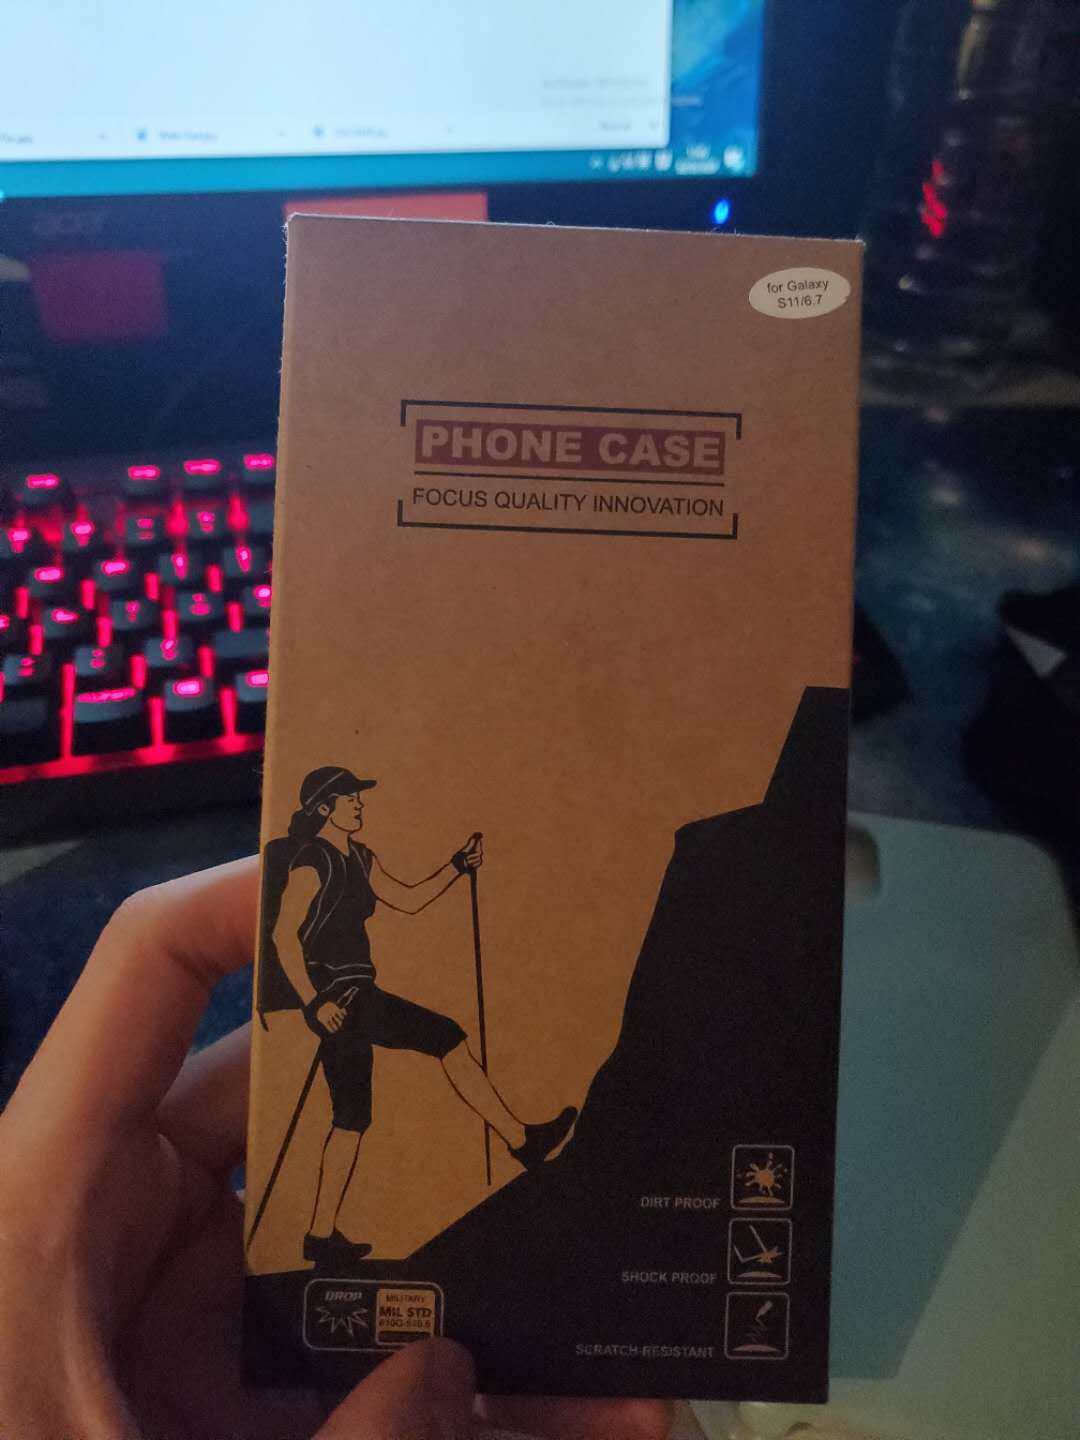 for Galaxy
S11/6.7
PHONE CASE
FOCUS QUALITY INNOVATION
DIRT PROOF
SHOCK PROOF
SCRATCH-RESISTANT
DROP
MILITARY
MIL STD
acer